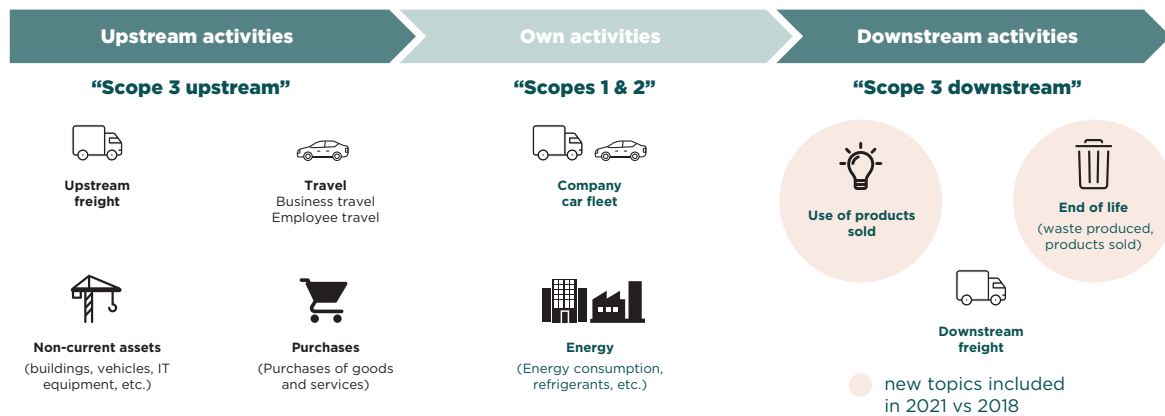 Upstream activities
Own activities
Downstream activities
“Scope 3 upstream”
“Scopes 1 & 2”
“Scope 3 downstream”
Upstream
freight
Travel
Business travel
Employee travel
Company
car fleet
Use of products
sold
End of life
(waste produced,
products sold)
Non-current assets
(buildings, vehicles, IT
equipment, etc.)
Purchases
(Purchases of goods
and services)
Energy
(Energy consumption,
refrigerants, etc.)
Downstream
freight
new topics included
in 2021 vs 2018